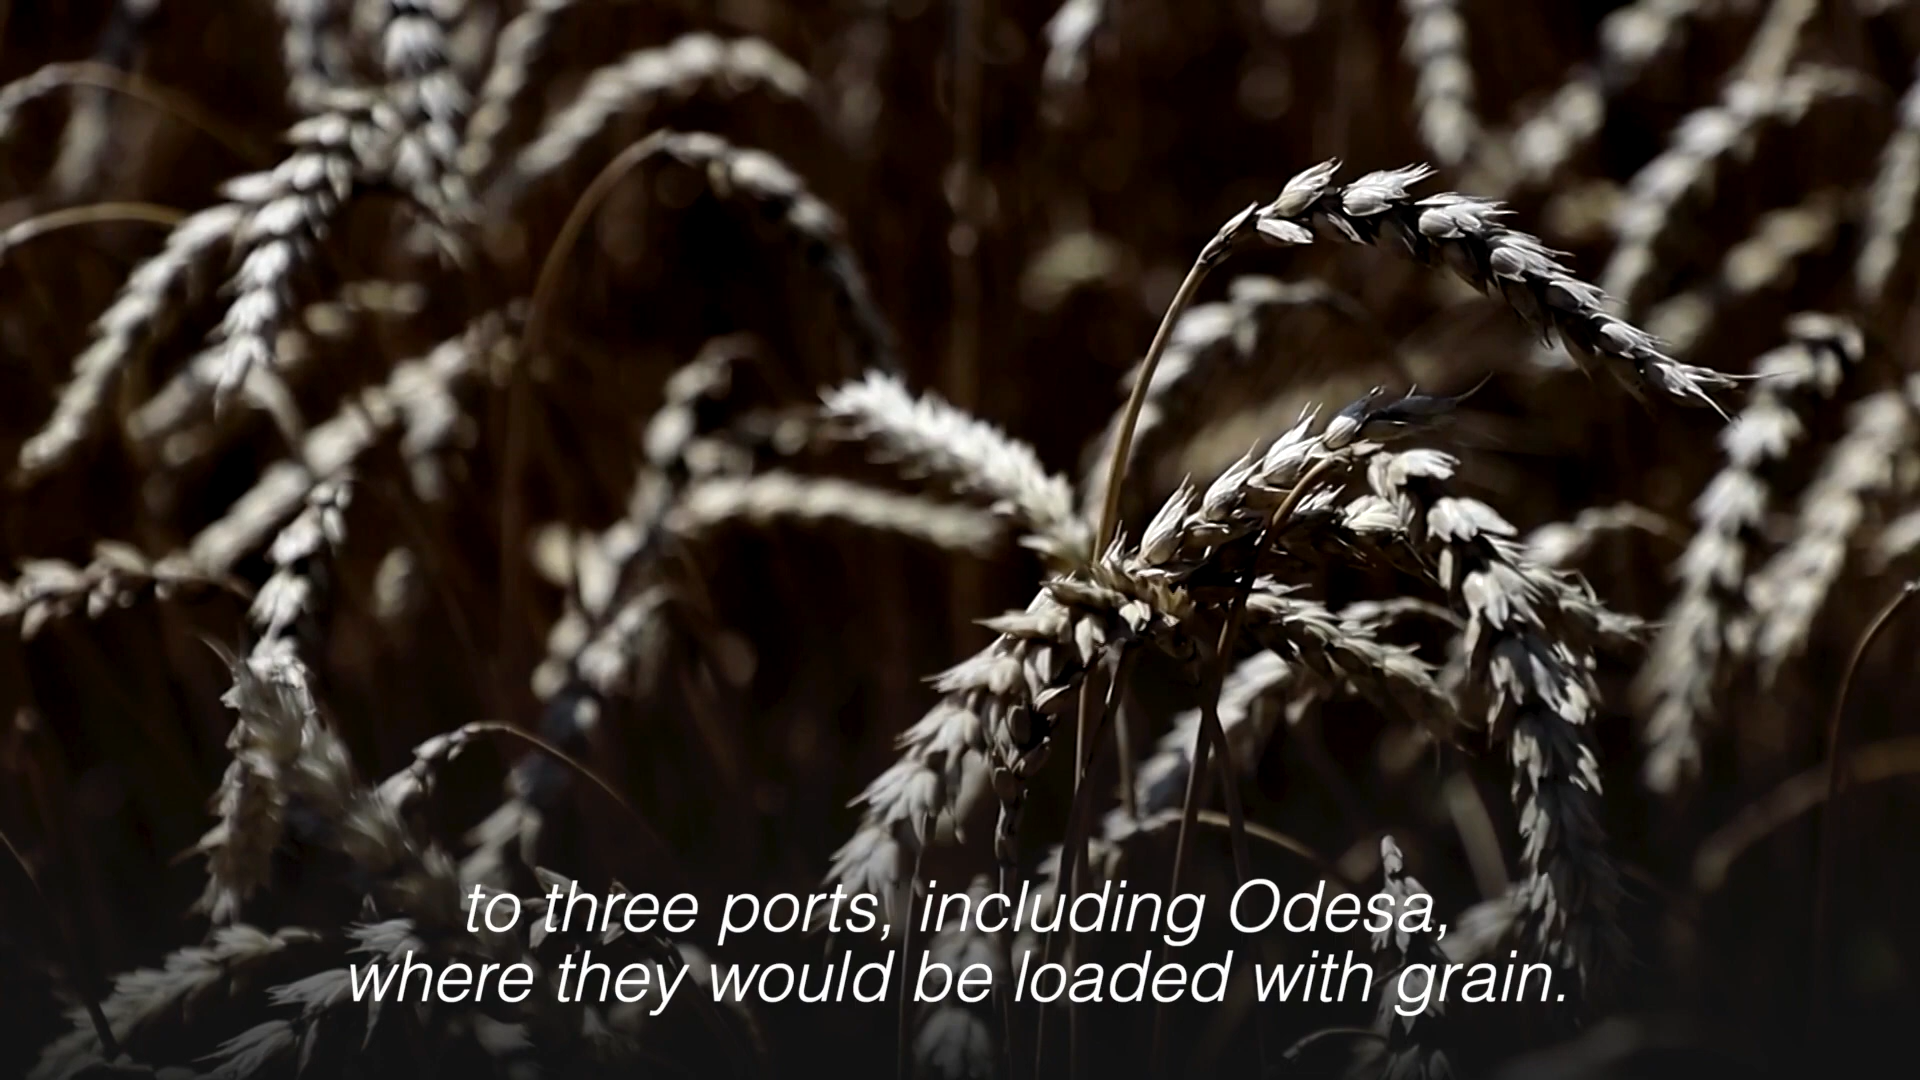 to three ports, including Odesa,
where they would be loaded with grain.